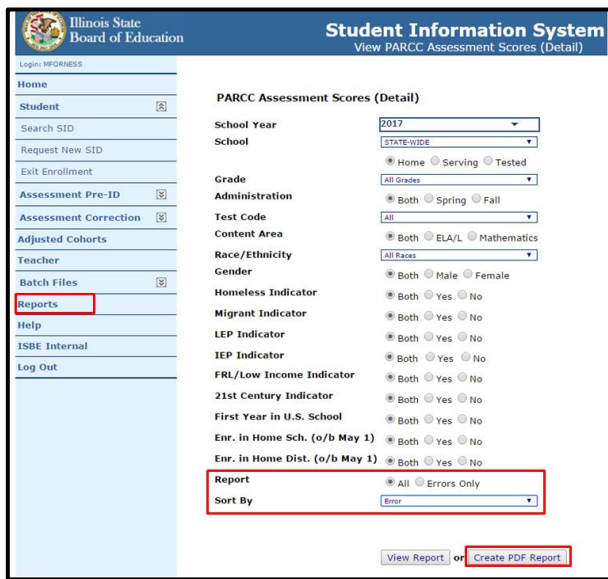 Illinois State
Board of Education
Student Information System
View PARCC Assessment Scores (Detail)
Login: MFORNESS
Home
Student
Search SID
Request New SID
Exit Enrollment
Assessment Pre-ID
Assessment Correction
Adjusted Cohorts
Teacher
Batch Files
Reports
Help
ISBE Internal
Log Out
PARCC Assessment Scores (Detail)
School Year 2017
School STATE-WIDE
Home Serving Tested
Grade All Grades
Administration Both Spring Fall
Test Code All
Content Area Both ELA/L Mathematics
Race/Ethnicity All Races
Gender Both Male Female
Homeless Indicator Both Yes No
Migrant Indicator Both Yes No
LEP Indicator Both Yes No
IEP Indicator Both Yes No
FRL/Low Income Indicator Both Yes No
21st Century Indicator Both Yes No
First Year in U.S. School Both Yes No
Enr. in Home Sch. (o/b May 1) Both Yes No
Enr. in Home Dist. (o/b May 1) Both Yes No
Report All Errors Only
Sort By Error
View Report or Create PDF Report